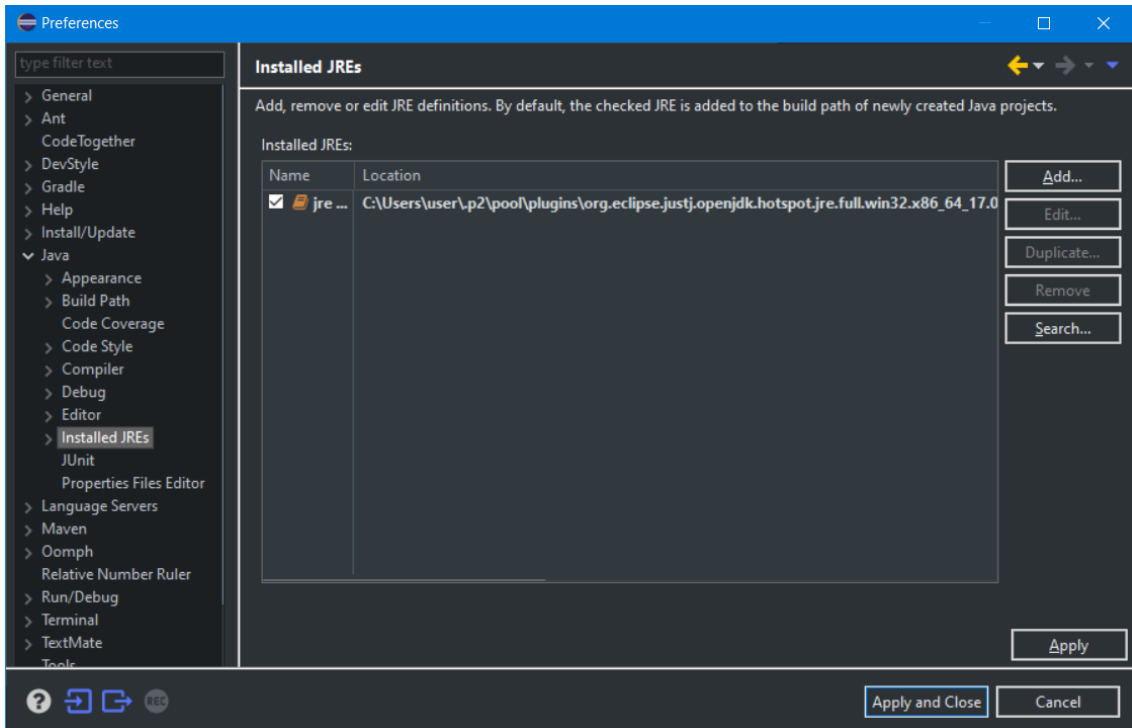 Preferences
type filter text
General
Ant
CodeTogether
DevStyle
Gradle
Help
Install/Update
Java
Appearance
Build Path
Code Coverage
Code Style
Compiler
Debug
Editor
Installed JREs
JUnit
Properties Files Editor
Language Servers
Maven
Oomph
Relative Number Ruler
Run/Debug
Terminal
TextMate
Tools
Installed JREs
Add, remove or edit JRE definitions. By default, the checked JRE is added to the build path of newly created Java projects.
Installed JREs:
Name Location
jre ... C:\Users\user\.p2\pool\plugins\org.eclipse.justj.openjdk.hotspot.jre.full.win32.x86_64_17.0
Add...
Edit...
Duplicate...
Remove
Search...
Apply
REC
Apply and Close Cancel